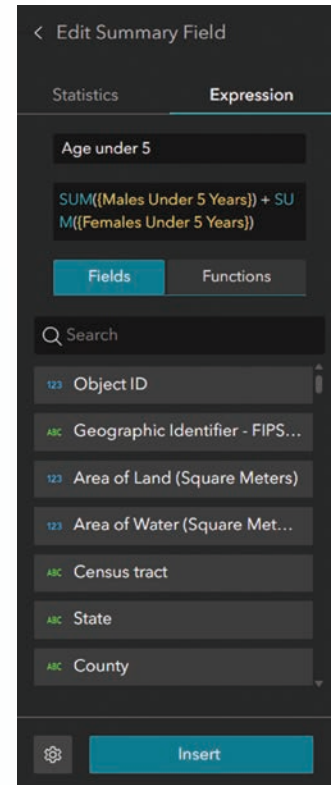 < Edit Summary Field
Statistics Expression
Age under 5
SUM({Males Under 5 Years}) + SU
M({Females Under 5 Years})
Fields Functions
Search
123 Object ID
ABC Geographic Identifier - FIPS...
123 Area of Land (Square Meters)
123 Area of Water (Square Met...
ABC Census tract
ABC State
ABC County
Insert